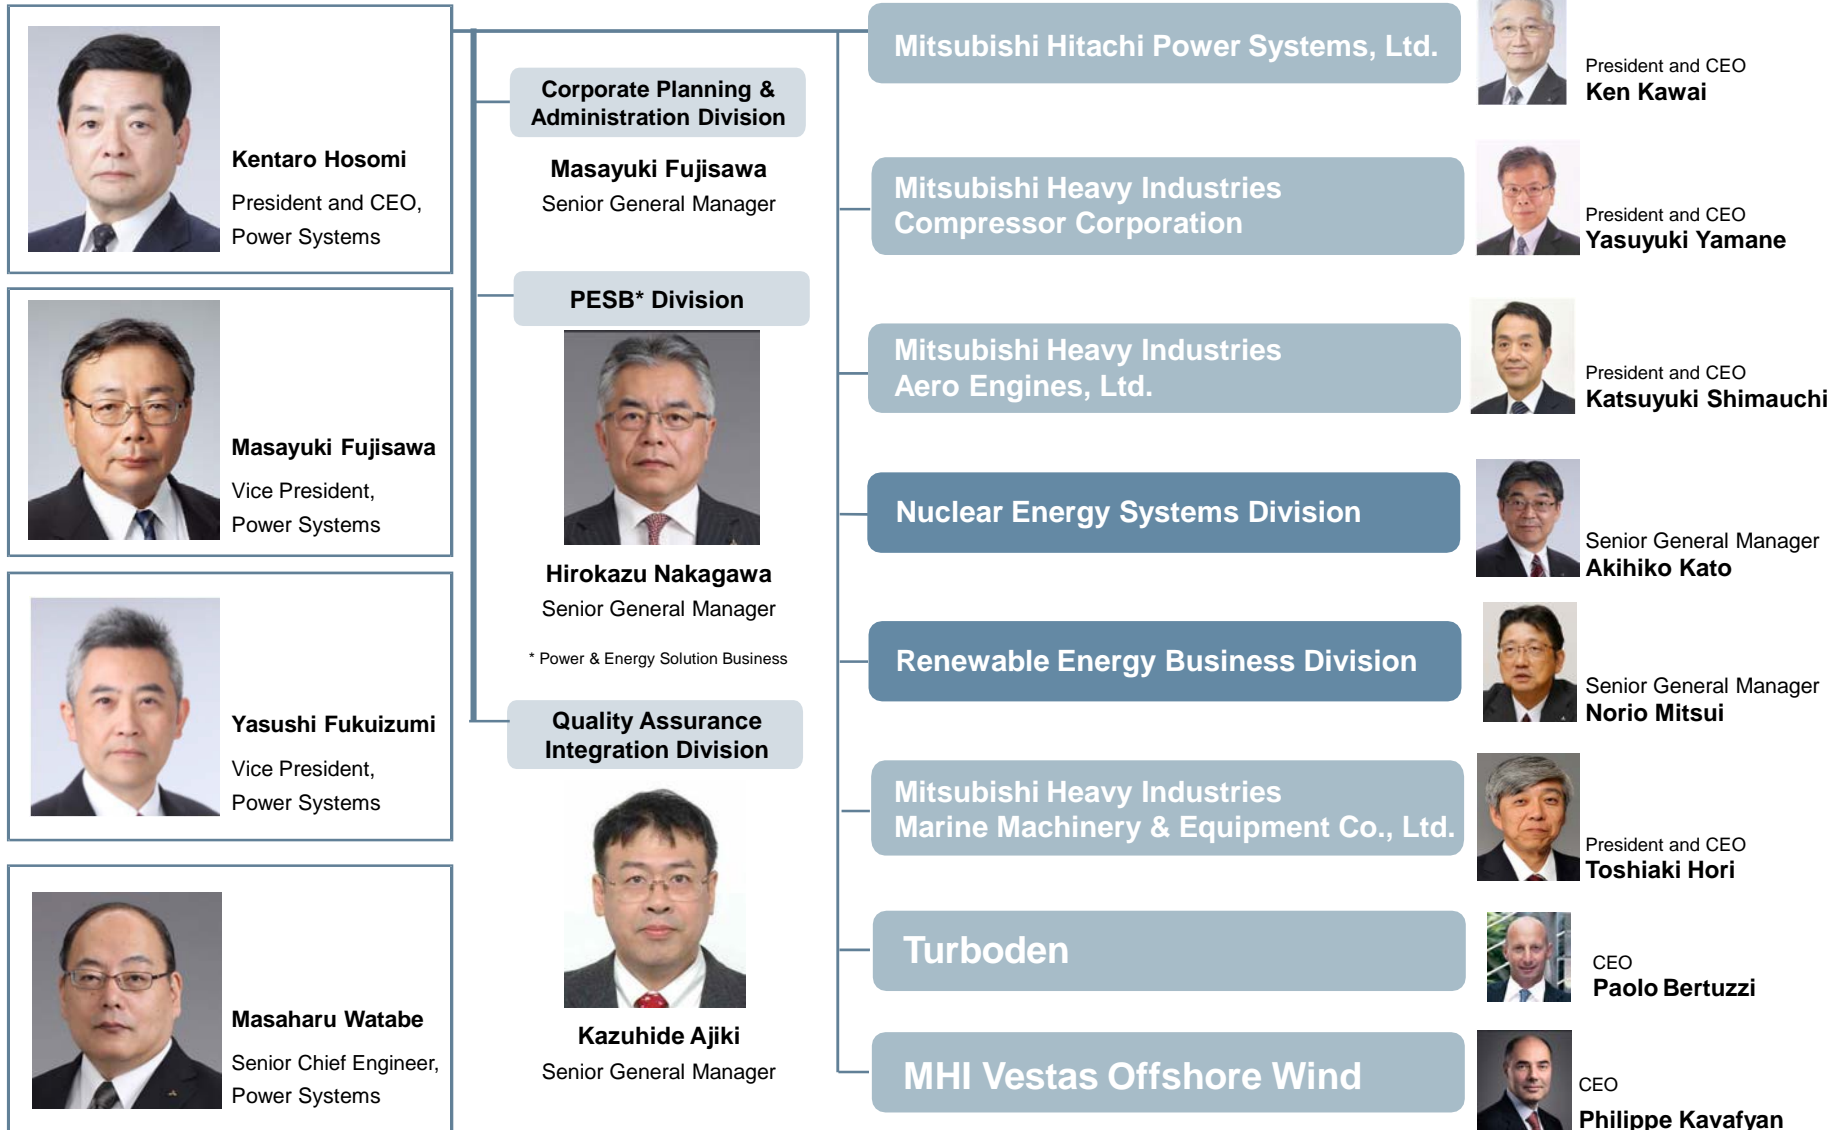 Kentaro Hosomi
President and CEO,
Power Systems
Masayuki Fujisawa
Vice President,
Power Systems
Yasushi Fukuizumi
Vice President,
Power Systems
Masaharu Watabe
Senior Chief Engineer,
Power Systems
Corporate Planning &
Administration Division
Masayuki Fujisawa
Senior General Manager
PESB* Division
Hirokazu Nakagawa
Senior General Manager
* Power & Energy Solution Business
Quality Assurance
Integration Division
Kazuhide Ajiki
Senior General Manager
Mitsubishi Hitachi Power Systems, Ltd.
President and CEO
Ken Kawai
Mitsubishi Heavy Industries
Compressor Corporation
President and CEO
Yasuyuki Yamane
Mitsubishi Heavy Industries
Aero Engines, Ltd.
President and CEO
Katsuyuki Shimauchi
Nuclear Energy Systems Division
Senior General Manager
Akihiko Kato
Renewable Energy Business Division
Senior General Manager
Norio Mitsui
Mitsubishi Heavy Industries
Marine Machinery & Equipment Co., Ltd.
President and CEO
Toshiaki Hori
Turboden
CEO
Paolo Bertuzzi
MHI Vestas Offshore Wind
CEO
Philippe Kavafyan